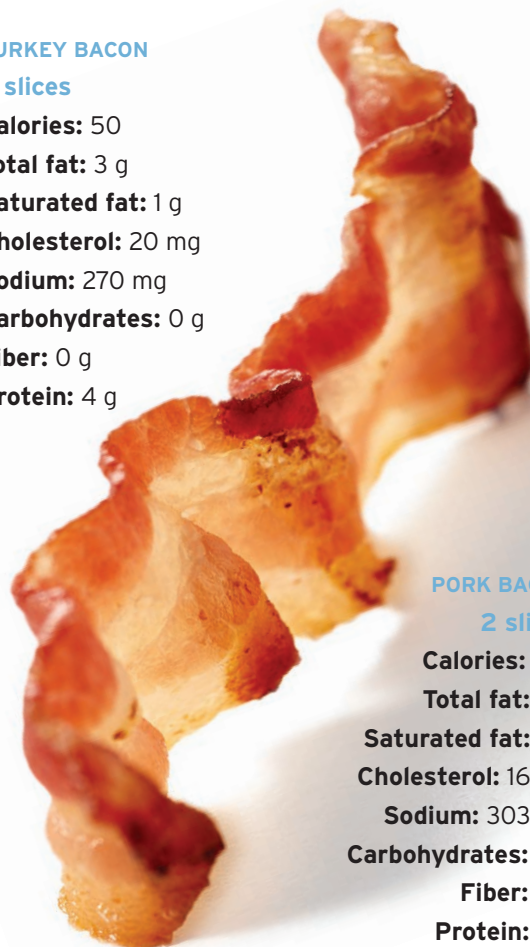 URKEY BACON
slices
alories: 50
otal fat: 3 g
aturated fat: 1 g
holesterol: 20 mg
odium: 270 mg
arbohydrates: 0 g
iber: 0 g
rotein: 4 g
PORK BAC
2 sli
Calories:
Total fat:
Saturated fat:
Cholesterol: 16
Sodium: 303
Carbohydrates:
Fiber:
Protein: